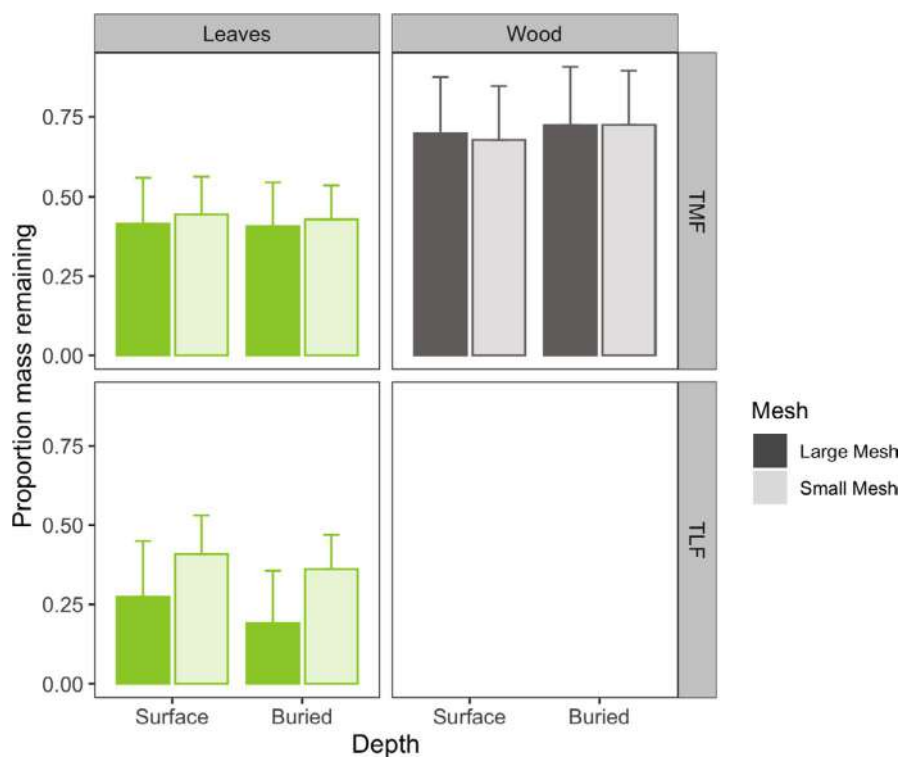 Leaves
Wood
Proportion mass remaining
0.75
0.50
0.25
0.00
TMF
0.75
0.50
0.25
0.00
TLF
Surface
Buried
Surface
Buried
Depth
Mesh
Large Mesh
Small Mesh